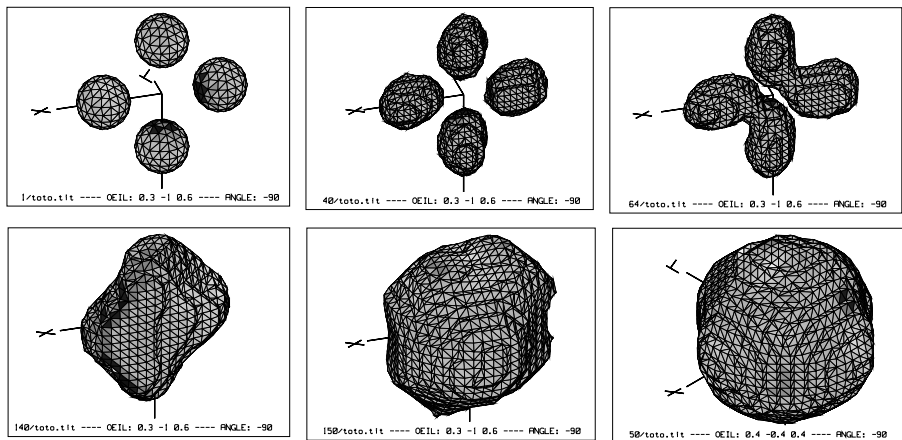 1/toto.tlt ---- OEIL: 0.3 -1 0.6 ---- ANGLE: -90
40/toto.tlt ---- OEIL: 0.3 -1 0.6 ---- ANGLE: -90
64/toto.tlt ---- OEIL: 0.3 -1 0.6 ---- ANGLE: -90
140/toto.tlt ---- OEIL: 0.3 -1 0.6 ---- ANGLE: -90
150/toto.tlt ---- OEIL: 0.3 -1 0.6 ---- ANGLE: -90
50/toto.tlt ---- OEIL: 0.4 -0.4 0.4 ---- ANGLE: -90